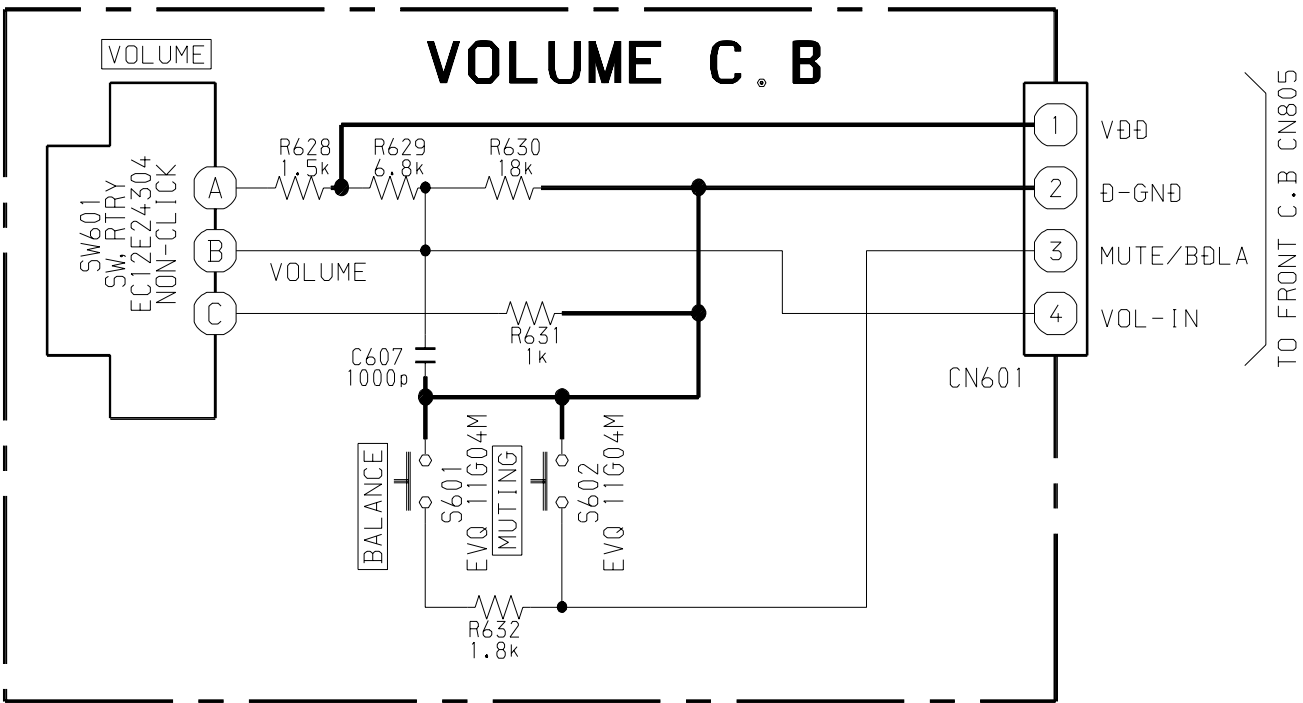 VOLUME
VOLUME C.B
R628
1.5k
R629
6.8k
R630
18k
1
VDD
A
2
D-GND
SW601
SW, RTRY
EC12E24304
NON-CLICK
B
VOLUME
3
MUTE/BDLA
C
R631
1k
4
VOL-IN
TO FRONT C.B CN805
C607
1000p
CN601
BALANCE
S601
EVQ 11G04M
MUTING
S602
EVQ 11G04M
R632
1.8k